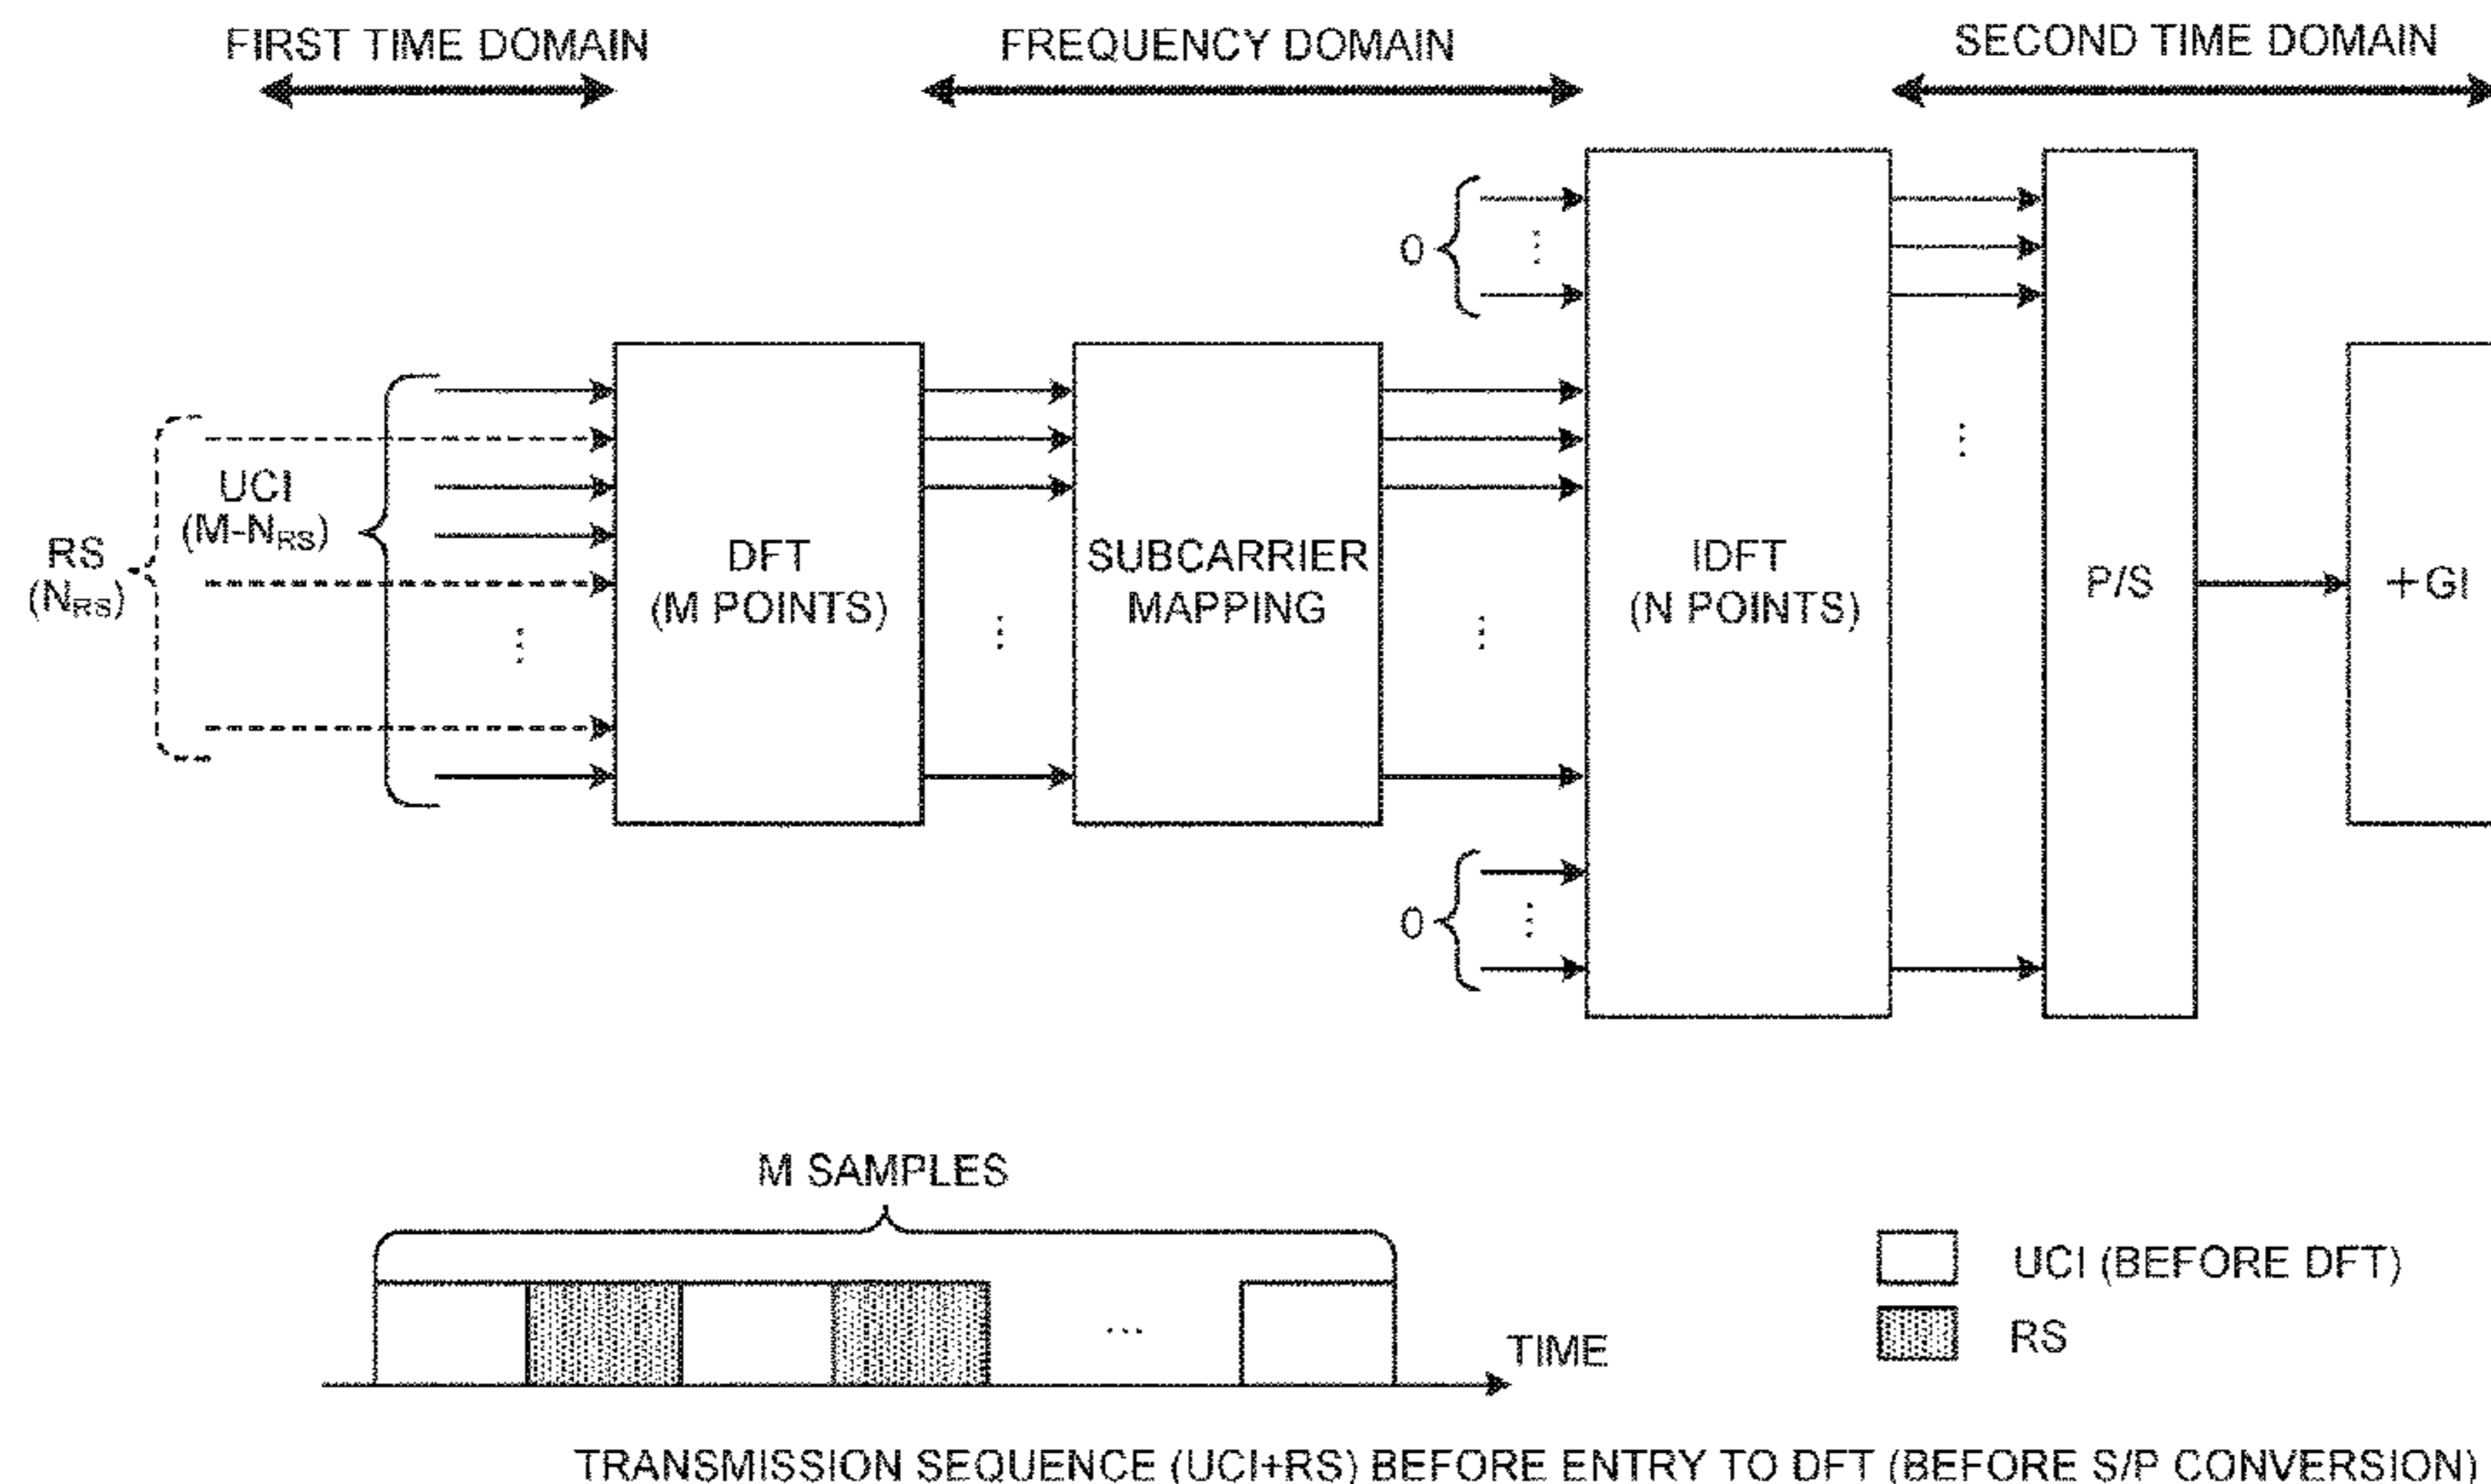 FIRST TIME DOMAIN
FREQUENCY DOMAIN
SECOND TIME DOMAIN
0
UCI
(M-NRS)
RS
(NRS)
DFT
(M POINTS)
SUBCARRIER
MAPPING
IDFT
(N POINTS)
P/S
+GI
0
M SAMPLES
...
TIME
UCI (BEFORE DFT)
RS
TRANSMISSION SEQUENCE (UCI+RS) BEFORE ENTRY TO DFT (BEFORE S/P CONVERSION)